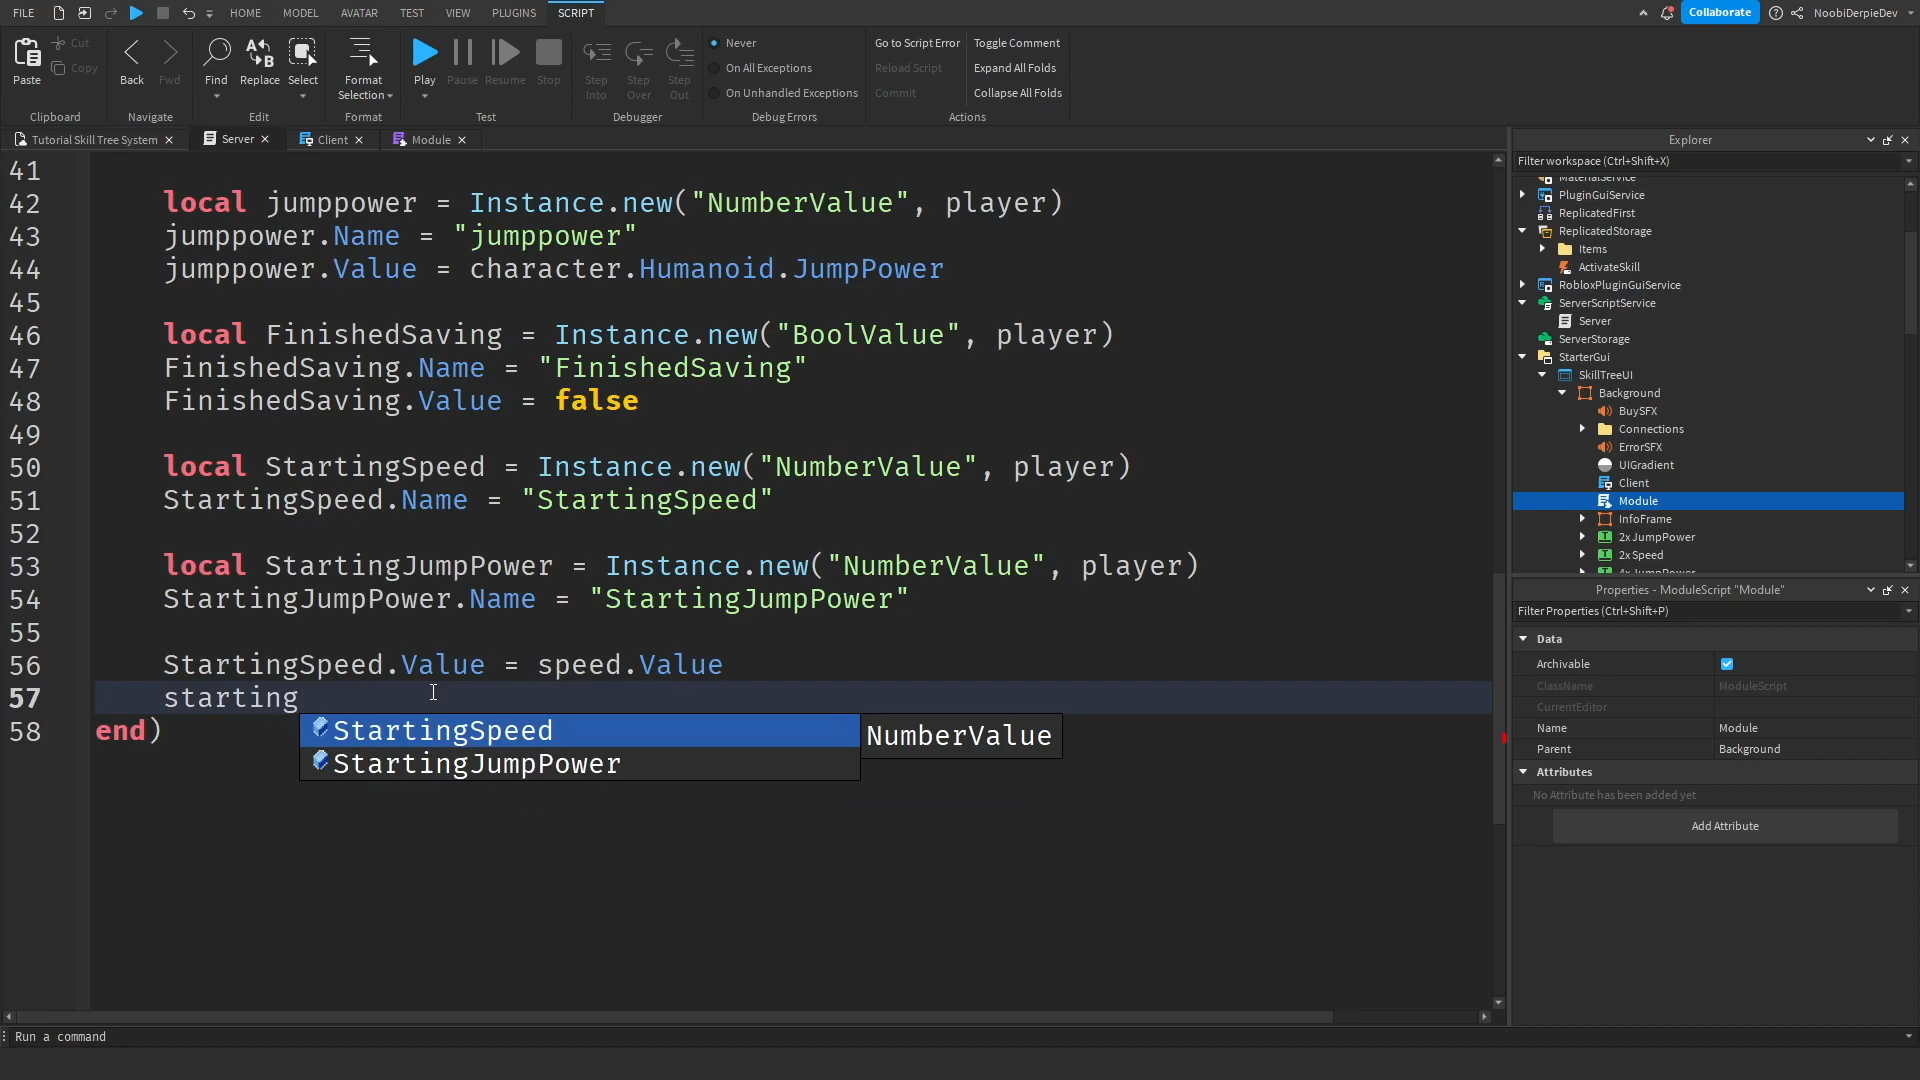 FILE HOME MODEL AVATAR TEST VIEW PLUGINS SCRIPT Collaborate NoobiDerpieDev
Paste Cut Copy
Clipboard
Back Fwd
Navigate
Find Replace Select
Edit
Format Selection
Format
Play Pause Resume Stop
Test
Step Into Step Over Step Out
Debugger
Never
On All Exceptions
On Unhandled Exceptions
Debug Errors
Go to Script Error Toggle Comment
Reload Script Expand All Folds
Commit Collapse All Folds
Actions
Tutorial Skill Tree System Server Client Module
41
42 local jumppower = Instance.new("NumberValue", player)
43 jumppower.Name = "jumppower"
44 jumppower.Value = character.Humanoid.JumpPower
45
46 local FinishedSaving = Instance.new("BoolValue", player)
47 FinishedSaving.Name = "FinishedSaving"
48 FinishedSaving.Value = false
49
50 local StartingSpeed = Instance.new("NumberValue", player)
51 StartingSpeed.Name = "StartingSpeed"
52
53 local StartingJumpPower = Instance.new("NumberValue", player)
54 StartingJumpPower.Name = "StartingJumpPower"
55
56 StartingSpeed.Value = speed.Value
57 starting
58 end)
StartingSpeed NumberValue
StartingJumpPower
Explorer
Filter workspace (Ctrl+Shift+X)
MaterialService
PluginGuiService
ReplicatedFirst
ReplicatedStorage
Items
ActivateSkill
RobloxPluginGuiService
ServerScriptService
Server
ServerStorage
StarterGui
SkillTreeUI
Background
BuySFX
Connections
ErrorSFX
UIGradient
Client
Module
InfoFrame
2xJumpPower
2xSpeed
4xJumpPower
Properties - ModuleScript "Module"
Filter Properties (Ctrl+Shift+P)
Data
Archivable
ClassName ModuleScript
CurrentEditor
Name Module
Parent Background
Attributes
No Attribute has been added yet
Add Attribute
Run a command